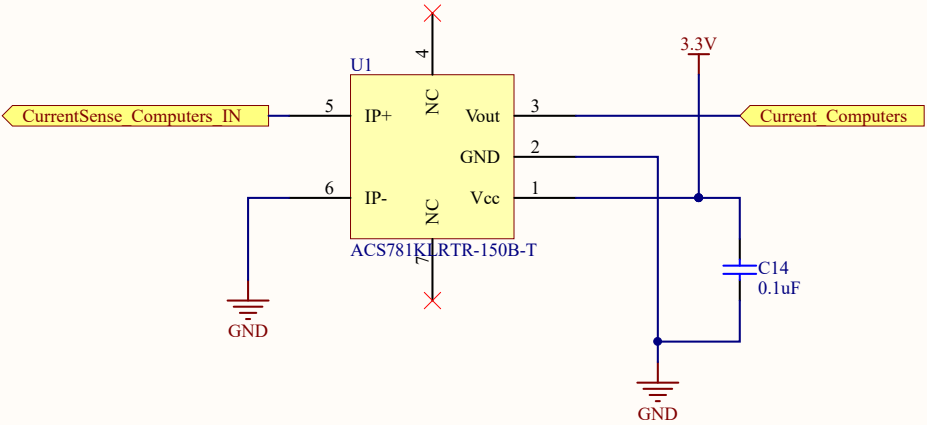 4
3.3V
U1
CurrentSense_Computers_IN
5
IP+
NC
Vout
3
Current_Computers
GND
2
6
IP-
NC
Vcc
1
ACS781KLRTR-150B-T
7
C14
0.1uF
GND
GND